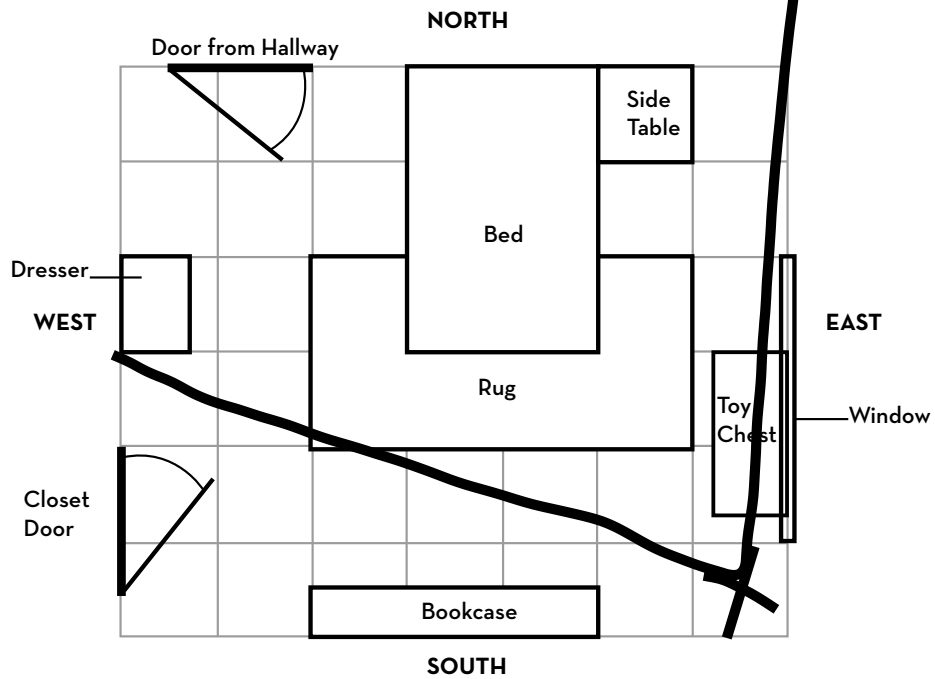 NORTH
Door from Hallway
Side
Table
Bed
Dresser
WEST
EAST
Rug
Toy
Chest
Window
Closet
Door
Bookcase
SOUTH